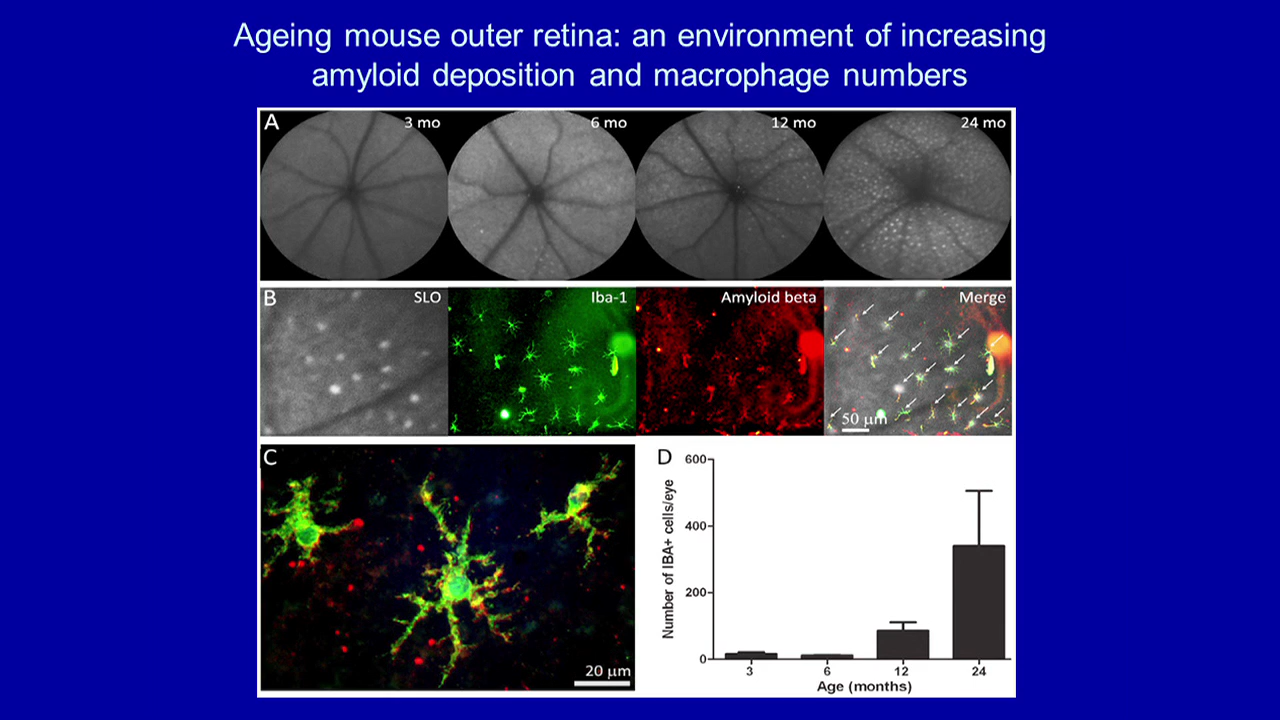 Ageing mouse outer retina: an environment of increasing
amyloid deposition and macrophage numbers
A
3 mo
6 mo
12 mo
24 mo
B
SLO
Iba-1
Amyloid beta
Merge
50 µm
C
20 µm
D
Number of IBA+ cells/eye
600
400
200
0
3
6
12
24
Age (months)